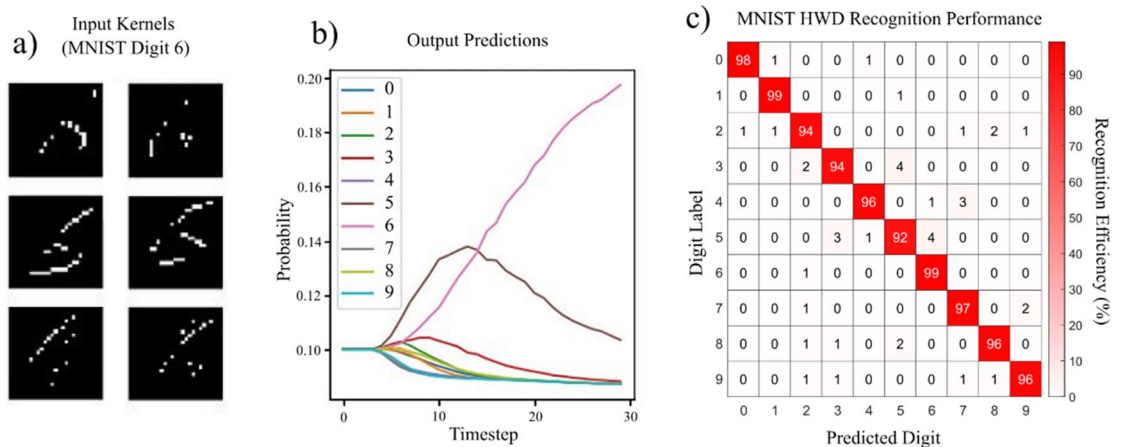 a)
Input Kernels
(MNIST Digit 6)
b)
Output Predictions
Probability
0.20
0.18
0.16
0.14
0.12
0.10
0
1
2
3
4
5
6
7
8
9
0 10 20 30
Timestep
c)
MNIST HWD Recognition Performance
Digit Label
0 98 1 0 0 1 0 0 0 0 0
1 0 99 0 0 0 1 0 0 0 0
2 1 1 94 0 0 0 0 1 2 1
3 0 0 2 94 0 4 0 0 0 0
4 0 0 0 0 96 0 1 3 0 0
5 0 0 0 3 1 92 4 0 0 0
6 0 0 1 0 0 0 99 0 0 0
7 0 0 1 0 0 0 0 97 0 2
8 0 0 1 1 0 2 0 0 96 0
9 0 0 1 1 0 0 0 1 1 96
0 1 2 3 4 5 6 7 8 9
Predicted Digit
90
80
70
60
50
40
30
20
10
0
Recognition Efficiency (%)